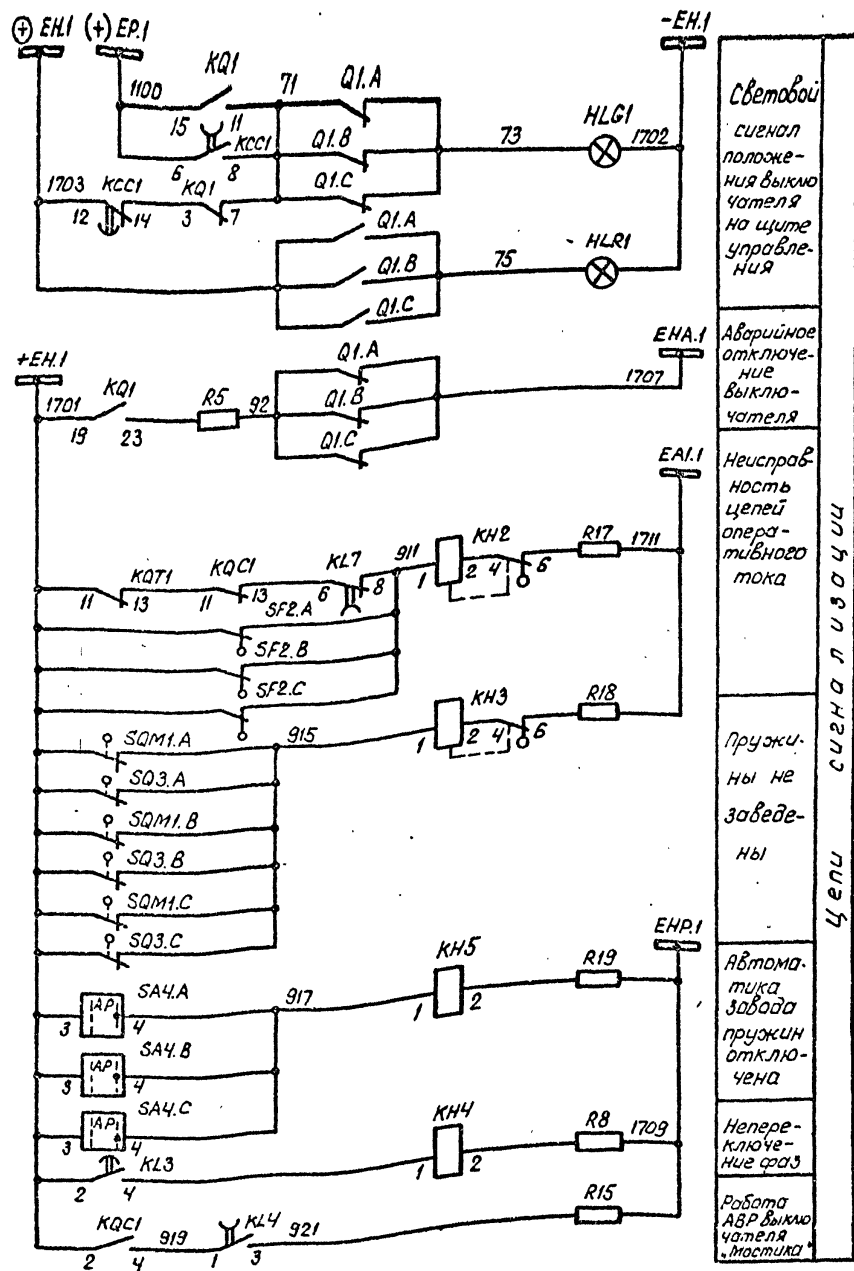 (+) EH.1 (+) EP.1
-EH.1
1100
KQ1
71
Q1.A
15 11
HLG1
KCC1
Q1.B
73
1702
6 8
1703
KCC1
KQ1
Q1.C
12 14 3 7
Q1.A
HLR1
Q1.B
75
Q1.C
Световой
сигнал
положе-
ния выклю
чателя
на щите
управле-
ния
+EH.1
EHA.1
KQ1
Q1.A
1701
R5
92
Q1.B
1707
19 23
Q1.C
Аварийное
отключе-
ние
выклю-
чателя
EA1.1
KH2
R17
1711
KQT1
KQC1
KL7
911
11 13 11 13 6 8
1 2 4 6
SF2.A
SF2.B
SF2.C
Неисправ-
ность
цепей
опера-
тивного
тока
KH3
R18
915
1 2 4 6
SQM1.A
SQ3.A
SQM1.B
SQ3.B
SQM1.C
SQ3.C
Пружи-
ны не
заведе-
ны
EHP.1
KH5
R19
SA4.A
917
AP
3 4
1 2
SA4.B
AP
3 4
SA4.C
AP
3 4
Автома-
тика
завода
пружин
отклю-
чена
KH4
R8
1709
KL3
1 2
2 4
Непере-
ключе-
ние фаз
R15
KQC1
919
KL4
921
2 4 1 3
Работа
АВР выклю
чателя
„мостика"
Цепи сигнализации